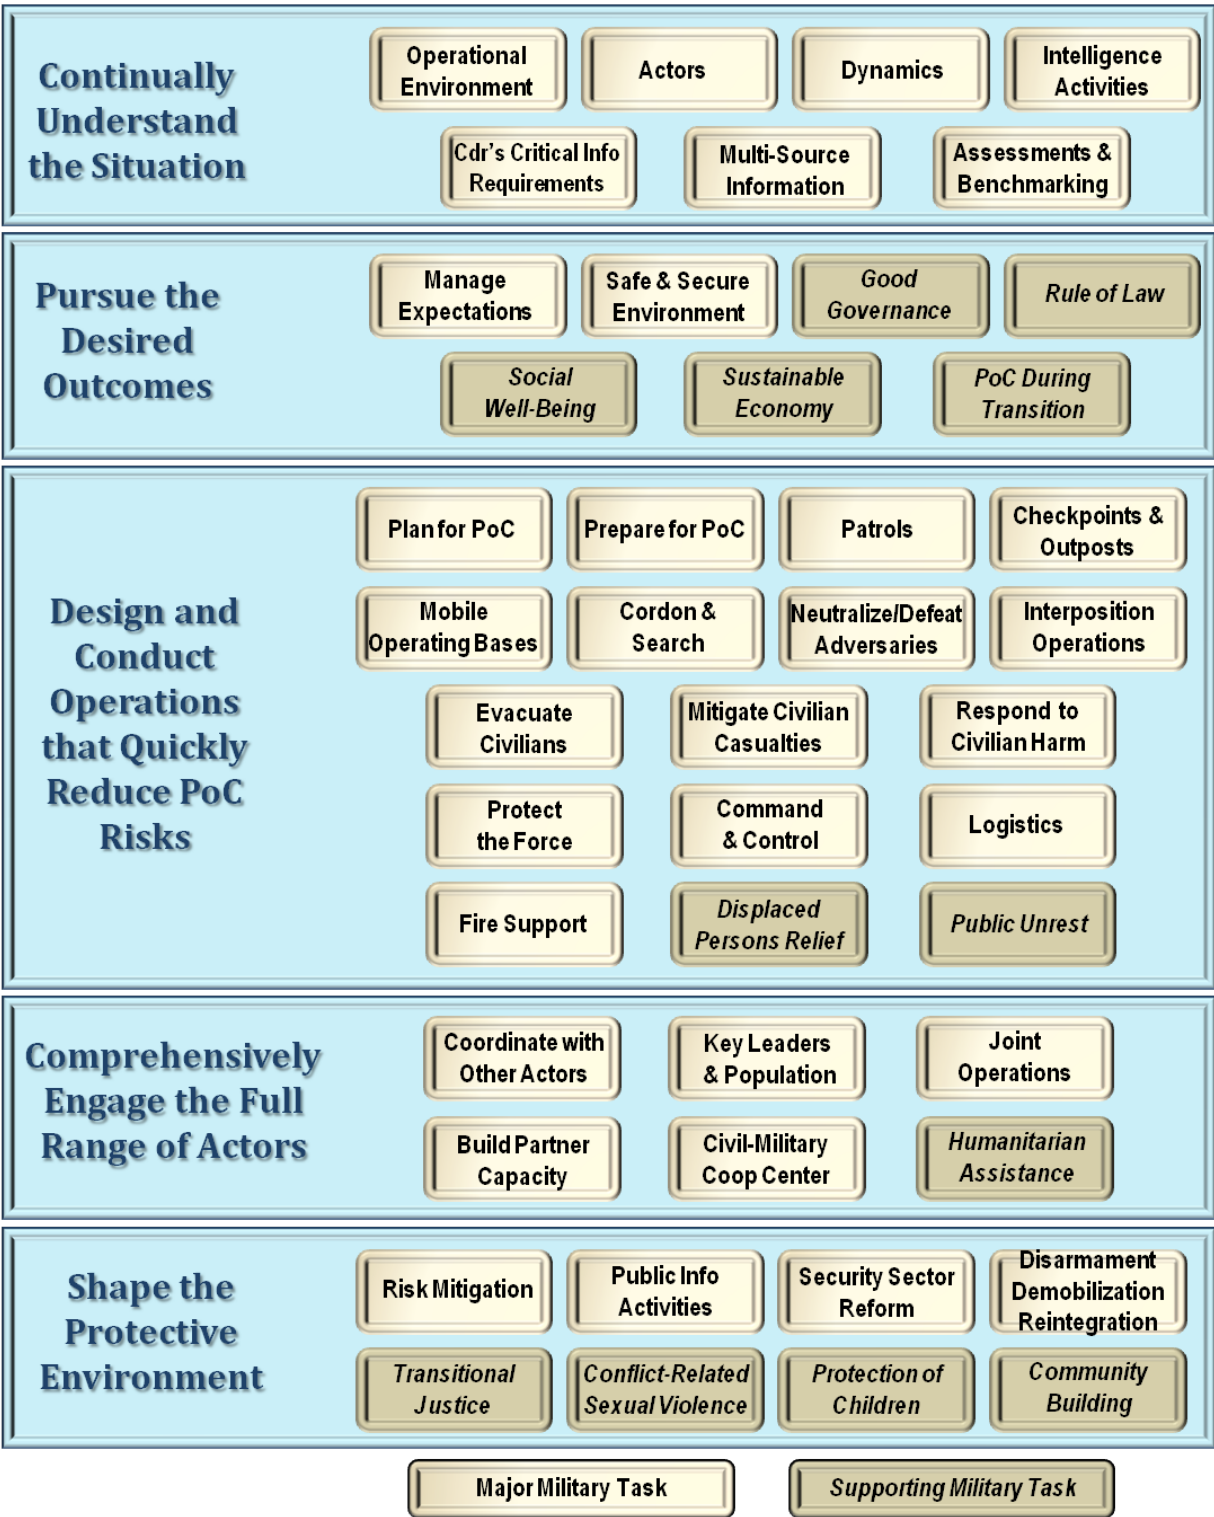 Continually
Understand
the Situation
Operational
Environment
Actors
Dynamics
Intelligence
Activities
Cdr's Critical Info
Requirements
Multi-Source
Information
Assessments &
Benchmarking
Pursue the
Desired
Outcomes
Manage
Expectations
Safe & Secure
Environment
Good
Governance
Rule of Law
Social
Well-Being
Sustainable
Economy
PoC During
Transition
Design and
Conduct
Operations
that Quickly
Reduce PoC
Risks
Plan for PoC
Prepare for PoC
Patrols
Checkpoints &
Outposts
Mobile
Operating Bases
Cordon &
Search
Neutralize/Defeat
Adversaries
Interposition
Operations
Evacuate
Civilians
Mitigate Civilian
Casualties
Respond to
Civilian Harm
Protect
the Force
Command
& Control
Logistics
Fire Support
Displaced
Persons Relief
Public Unrest
Comprehensively
Engage the Full
Range of Actors
Coordinate with
Other Actors
Key Leaders
& Population
Joint
Operations
Build Partner
Capacity
Civil-Military
Coop Center
Humanitarian
Assistance
Shape the
Protective
Environment
Risk Mitigation
Public Info
Activities
Security Sector
Reform
Disarmament
Demobilization
Reintegration
Transitional
Justice
Conflict-Related
Sexual Violence
Protection of
Children
Community
Building
Major Military Task
Supporting Military Task